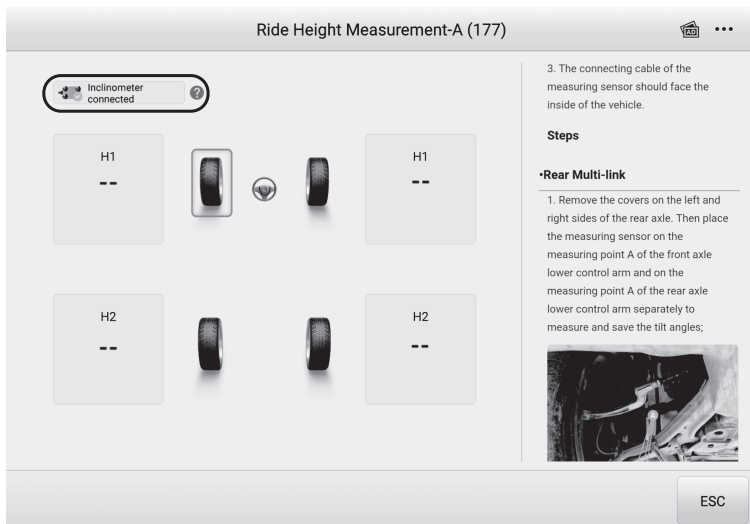 Ride Height Measurement-A (177)
AD
Inclinometer
connected
?
H1
--
H1
--
H2
--
H2
--
3. The connecting cable of the
measuring sensor should face the
inside of the vehicle.
Steps
•Rear Multi-link
1. Remove the covers on the left and
right sides of the rear axle. Then place
the measuring sensor on the
measuring point A of the front axle
lower control arm and on the
measuring point A of the rear axle
lower control arm separately to
measure and save the tilt angles;
A
ESC